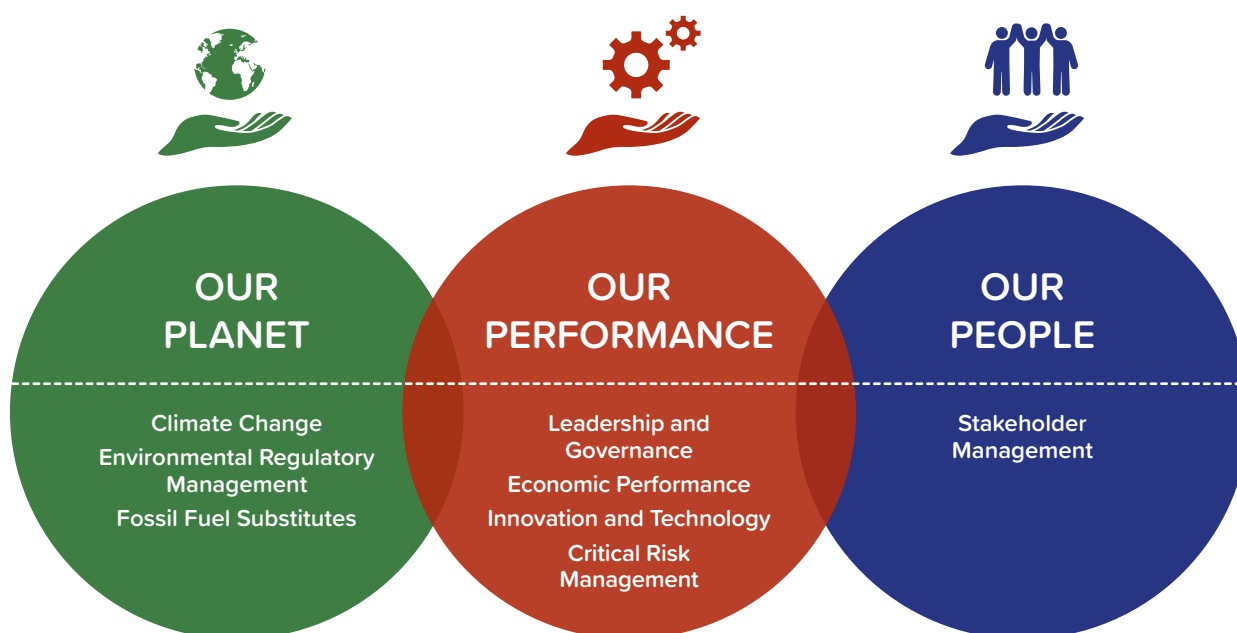 OUR
PLANET
Climate Change
Environmental Regulatory
Management
Fossil Fuel Substitutes
OUR
PERFORMANCE
Leadership and
Governance
Economic Performance
Innovation and Technology
Critical Risk
Management
OUR
PEOPLE
Stakeholder
Management